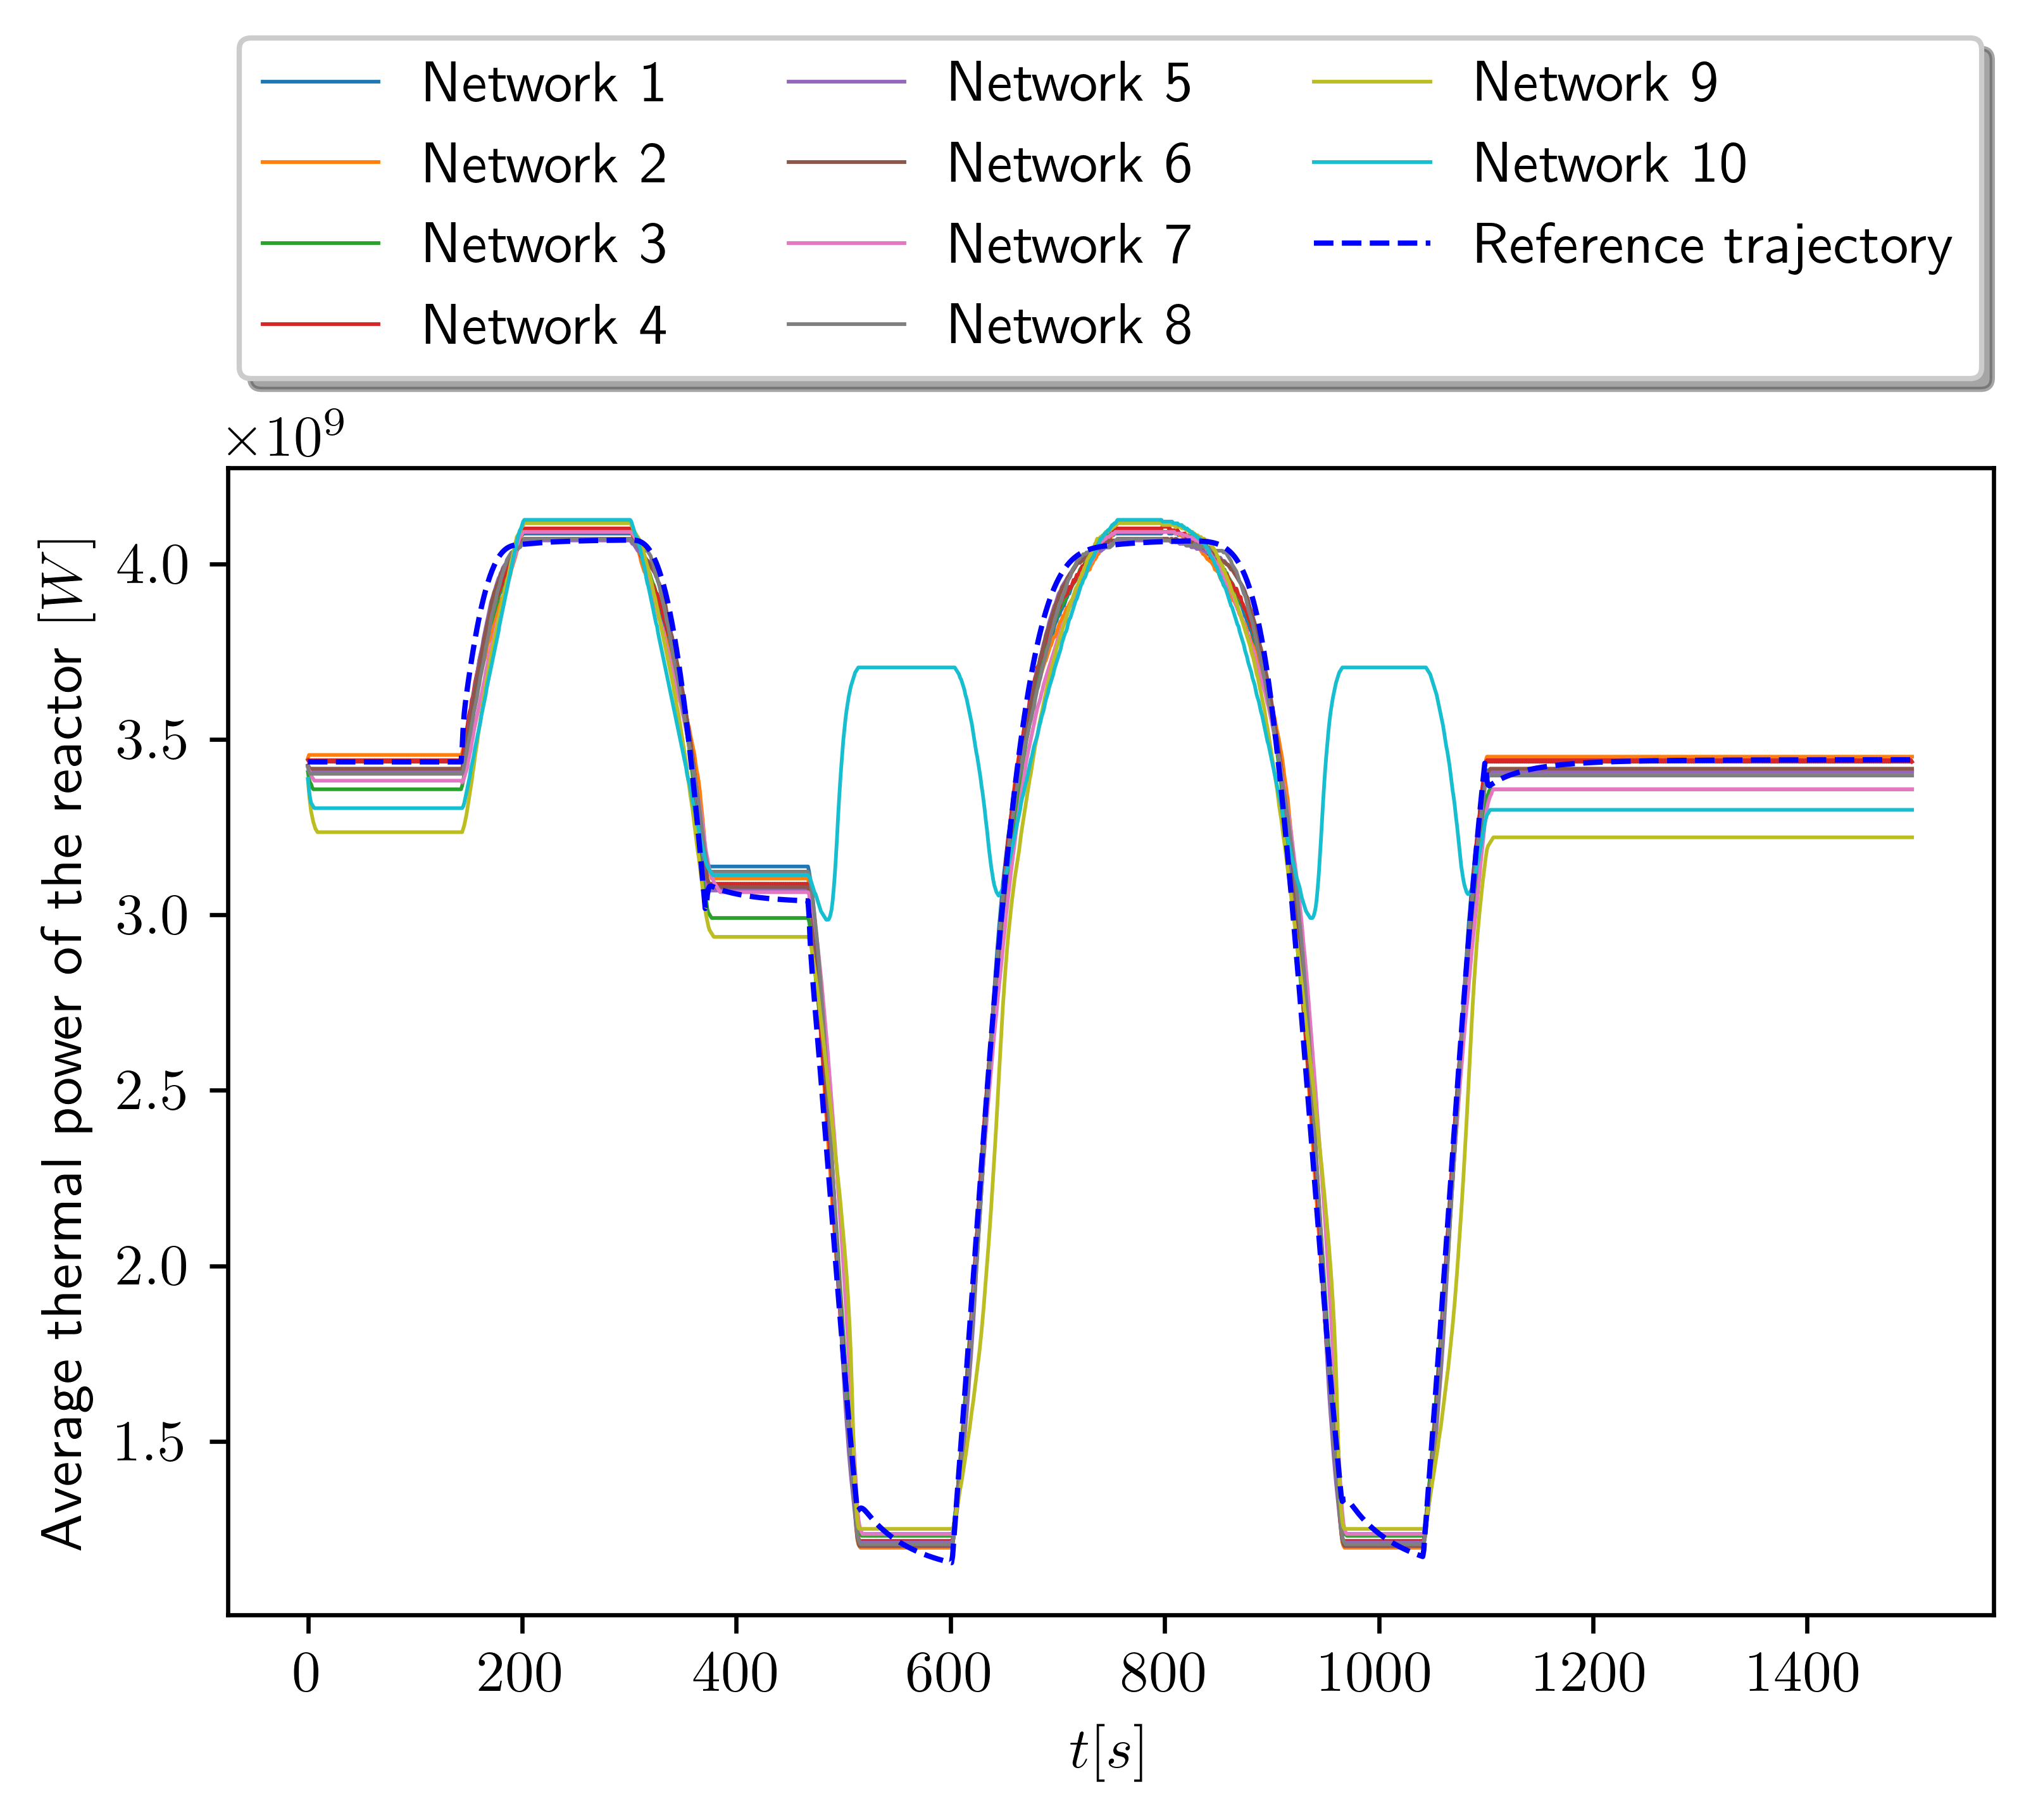 Network 1
Network 2
Network 3
Network 4
Network 5
Network 6
Network 7
Network 8
Network 9
Network 10
Reference trajectory
×10⁹
Average thermal power of the reactor [W]
4.0
3.5
3.0
2.5
2.0
1.5
0 200 400 600 800 1000 1200 1400
t[s]